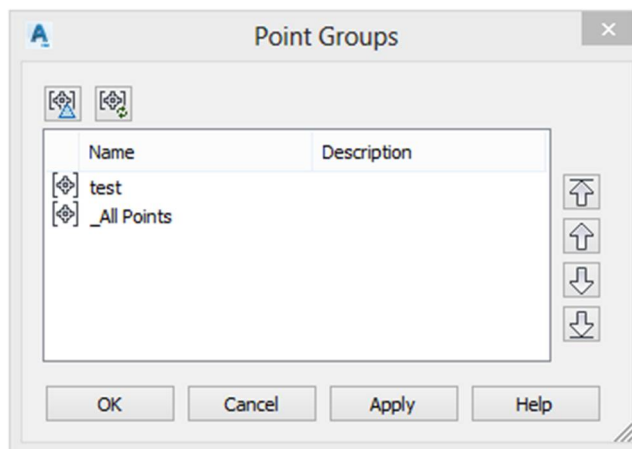 Point Groups
Name Description
test
_All Points
OK Cancel Apply Help